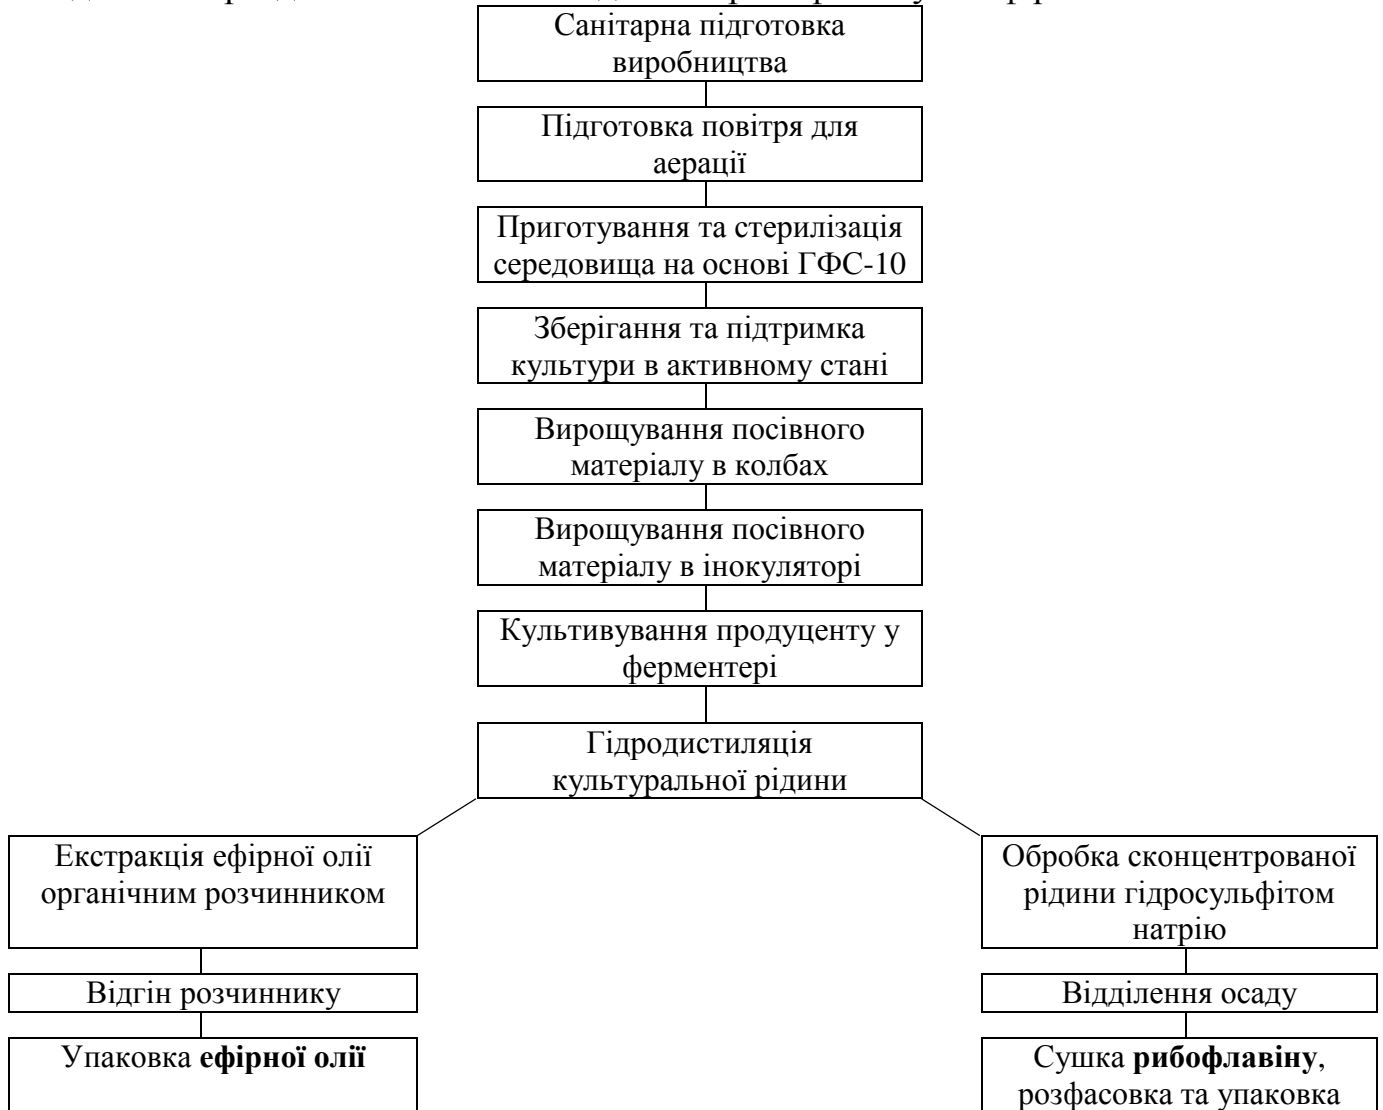 Санітарна підготовка
виробництва
Підготовка повітря для
аерації
Приготування та стерилізація
середовища на основі ГФС-10
Зберігання та підтримка
культури в активному стані
Вирощування посівного
матеріалу в колбах
Вирощування посівного
матеріалу в інокуляторі
Культивування продуценту у
ферментері
Гідродистиляція
культуральної рідини
Екстракція ефірної олії
органічним розчинником
Відгін розчиннику
Упаковка ефірної олії
Обробка сконцентрованої
рідини гідросульфітом
натрію
Відділення осаду
Сушка рибофлавіну,
розфасовка та упаковка